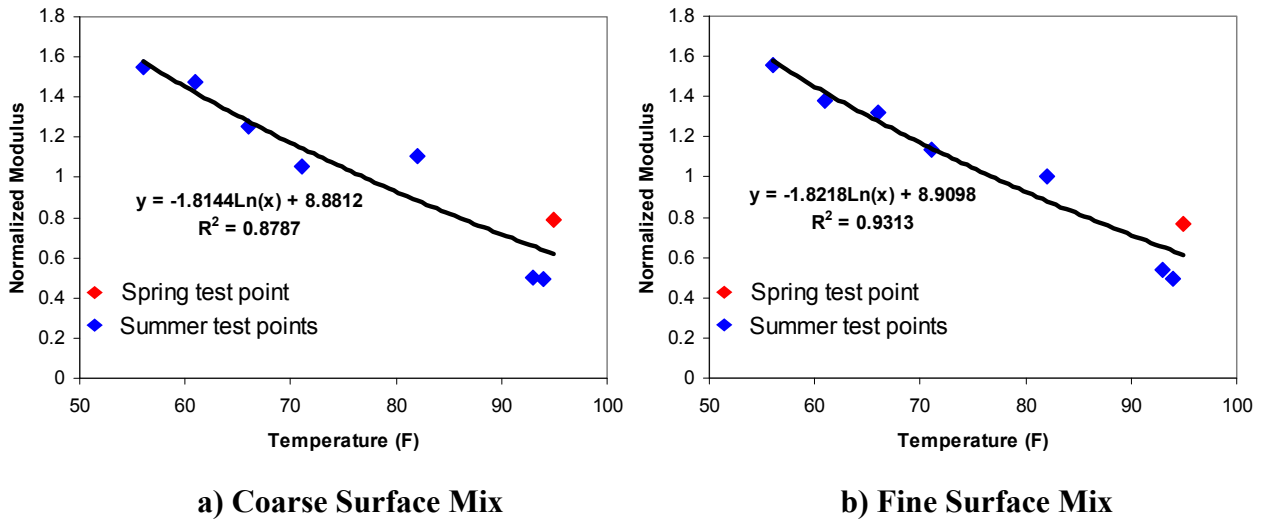 1.8
1.6
1.4
1.2
1
0.8
0.6
0.4
0.2
0
Normalized Modulus
y = -1.8144Ln(x) + 8.8812
R² = 0.8787
Spring test point
Summer test points
50 60 70 80 90 100
Temperature (F)
a) Coarse Surface Mix
1.8
1.6
1.4
1.2
1
0.8
0.6
0.4
0.2
0
Normalized Modulus
y = -1.8218Ln(x) + 8.9098
R² = 0.9313
Spring test point
Summer test points
50 60 70 80 90 100
Temperature (F)
b) Fine Surface Mix